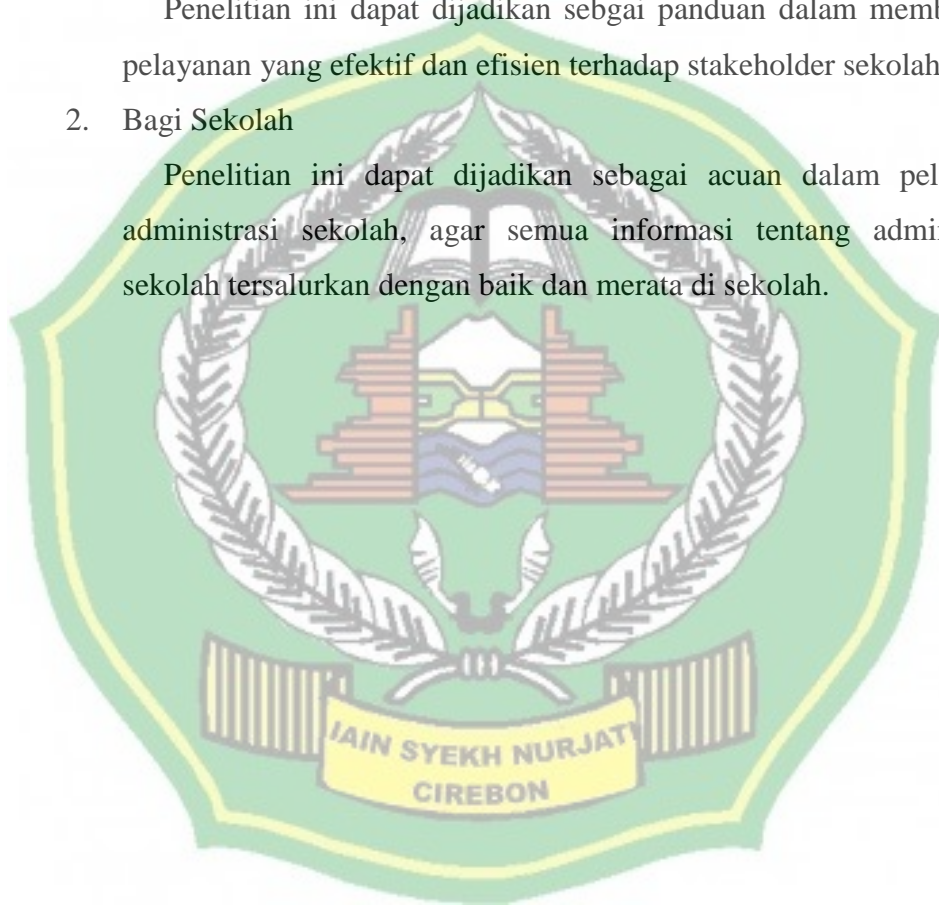 Penelitian ini dapat dijadikan sebgai panduan dalam memb
pelayanan yang efektif dan efisien terhadap stakeholder sekolah
2. Bagi Sekolah
Penelitian ini dapat dijadikan sebagai acuan dalam pel
administrasi sekolah, agar semua informasi tentang admi
sekolah tersalurkan dengan baik dan merata di sekolah.
IAIN SYEKH NURJATI
CIREBON